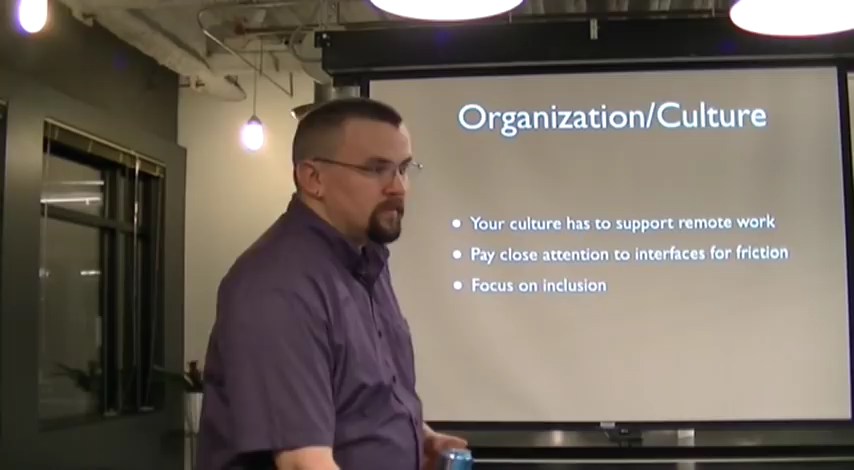 Organization/Culture
• Your culture has to support remote work
• Pay close attention to interfaces for friction
• Focus on inclusion